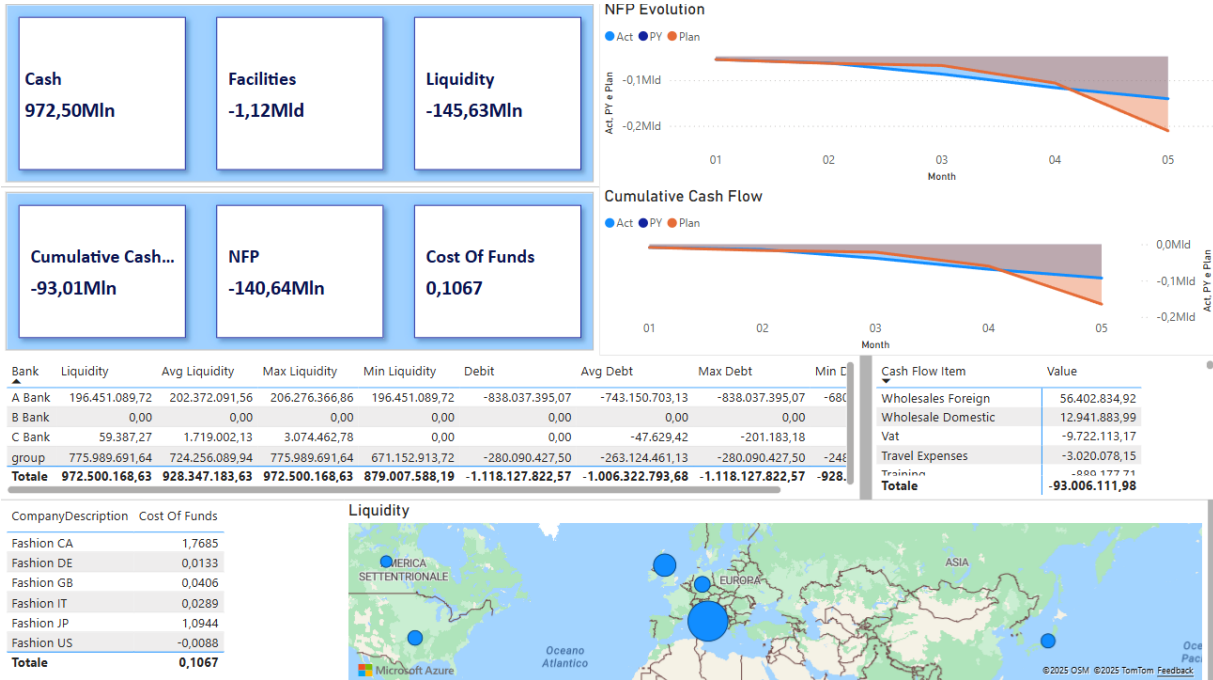 Cash
972,50Mln
Facilities
-1,12Mld
Liquidity
-145,63Mln
NFP Evolution
Act PY Plan
Act, PY e Plan
-0,1Mld
-0,2Mld
01 02 03 04 05
Month
Cumulative Cash...
-93,01Mln
NFP
-140,64Mln
Cost Of Funds
0,1067
Cumulative Cash Flow
Act PY Plan
0,0Mld
-0,1Mld
-0,2Mld
Act, PY e Plan
01 02 03 04 05
Month
Bank Liquidity Avg Liquidity Max Liquidity Min Liquidity Debit Avg Debt Max Debt Min D
A Bank 196.451.089,72 202.372.091,56 206.276.366,86 196.451.089,72 -838.037.395,07 -743.150.703,13 -838.037.395,07 -680
B Bank 0,00 0,00 0,00 0,00 0,00 0,00 0,00
C Bank 59.387,27 1.719.002,13 3.074.462,78 0,00 0,00 -47.629,42 -201.183,18
group 775.989.691,64 724.256.089,94 775.989.691,64 671.152.913,72 -280.090.427,50 -263.124.461,13 -280.090.427,50 -248
Totale 972.500.168,63 928.347.183,63 972.500.168,63 879.007.588,19 -1.118.127.822,57 -1.006.322.793,68 -1.118.127.822,57 -928.
Cash Flow Item Value
Wholesales Foreign 56.402.834,92
Wholesale Domestic 12.941.883,99
Vat -9.722.113,17
Travel Expenses -3.020.078,15
Training -889.177,71
Totale -93.006.111,98
CompanyDescription Cost Of Funds
Fashion CA 1,7685
Fashion DE 0,0133
Fashion GB 0,0406
Fashion IT 0,0289
Fashion JP 1,0944
Fashion US -0,0088
Totale 0,1067
Liquidity
AMERICA
SETTENTRIONALE
EUROPA
ASIA
Oceano
Atlantico
Microsoft Azure
©2025 OSM ©2025 TomTom Feedback